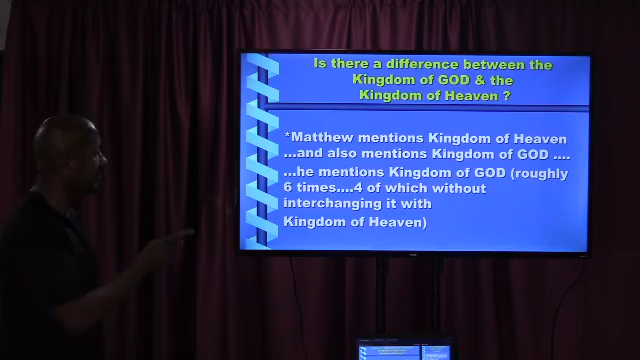 Is there a difference between the
Kingdom of GOD & the
Kingdom of Heaven ?
*Matthew mentions Kingdom of Heaven
...and also mentions Kingdom of GOD ....
...he mentions Kingdom of GOD (roughly
6 times....4 of which without
interchanging it with
Kingdom of Heaven)